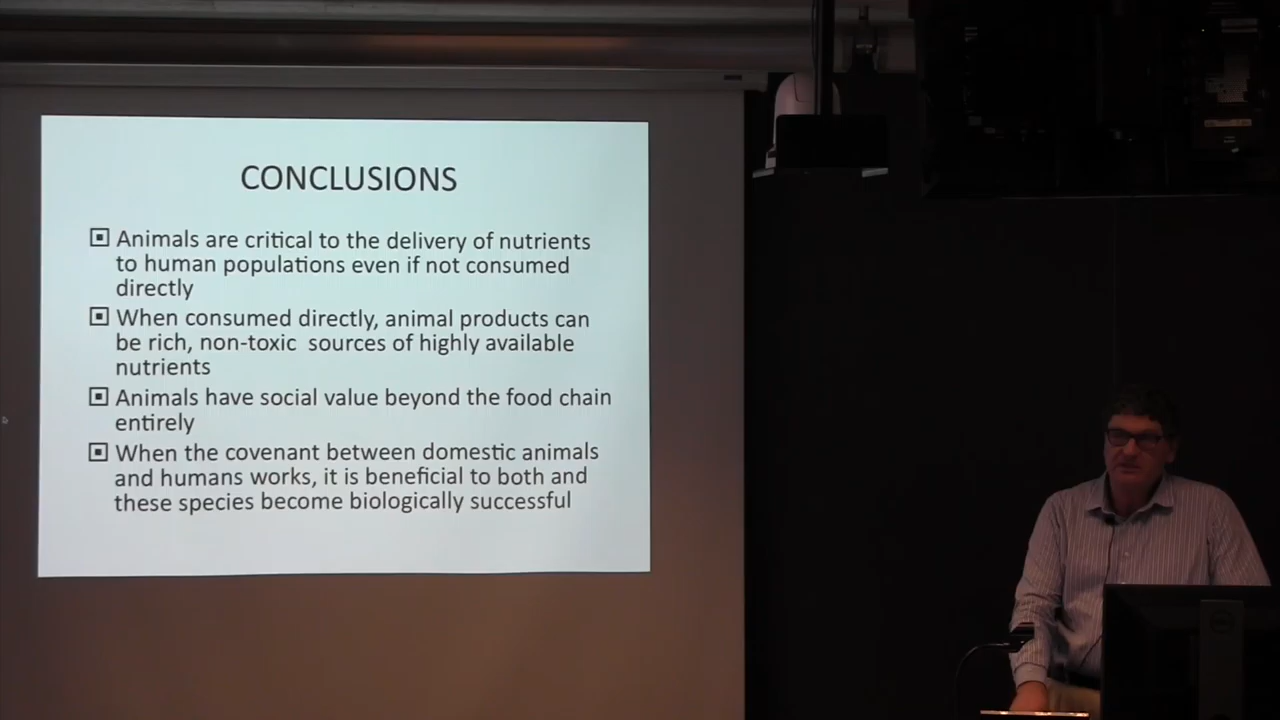 CONCLUSIONS
Animals are critical to the delivery of nutrients
to human populations even if not consumed
directly
When consumed directly, animal products can
be rich, non-toxic sources of highly available
nutrients
Animals have social value beyond the food chain
entirely
When the covenant between domestic animals
and humans works, it is beneficial to both and
these species become biologically successful